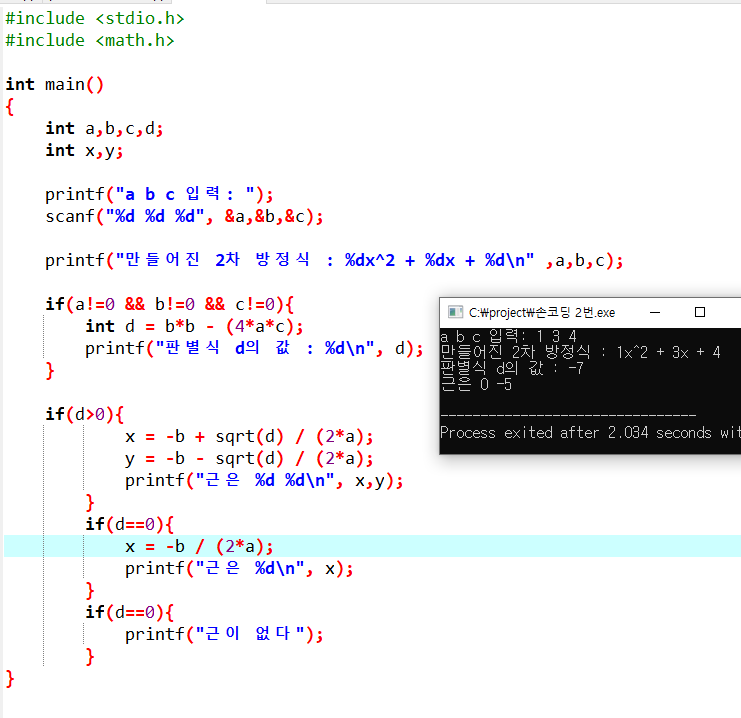 #include <stdio.h>
#include <math.h>
int main()
{
    int a,b,c,d;
    int x,y;
    printf("a b c 입력: ");
    scanf("%d %d %d", &a,&b,&c);
    printf("만들어진 2차 방정식 : %dx^2 + %dx + %d\n" ,a,b,c);
    if(a!=0 && b!=0 && c!=0){
        int d = b*b - (4*a*c);
        printf("판별식 d의 값 : %d\n", d);
    }
    if(d>0){
            x = -b + sqrt(d) / (2*a);
            y = -b - sqrt(d) / (2*a);
            printf("근은 %d %d\n", x,y);
        }
        if(d==0){
            x = -b / (2*a);
            printf("근은 %d\n", x);
        }
        if(d==0){
            printf("근이 없다");
        }
}
C:₩project₩손코딩 2번.exe
a b c 입력: 1 3 4
만들어진 2차 방정식 : 1x^2 + 3x + 4
판별식 d의 값 : -7
근은 0 -5
--------------------------------
Process exited after 2.034 seconds wit